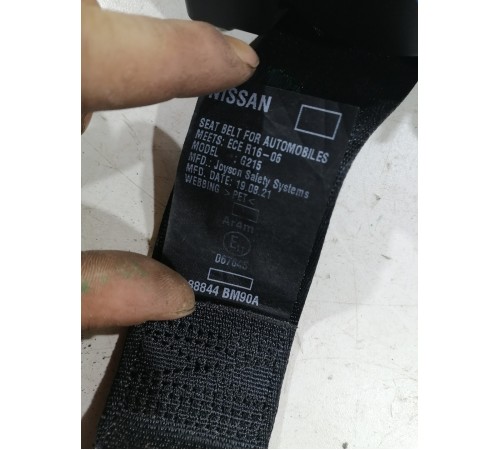 NISSAN
SEAT BELT FOR AUTOMOBILES
MEETS: ECE R16-06
MODEL : G215
MFD.: Joyson Safety Systems
MFD. DATE: 19.08.21
WEBBING > PET <
Ar4m
E
88844 BM90A